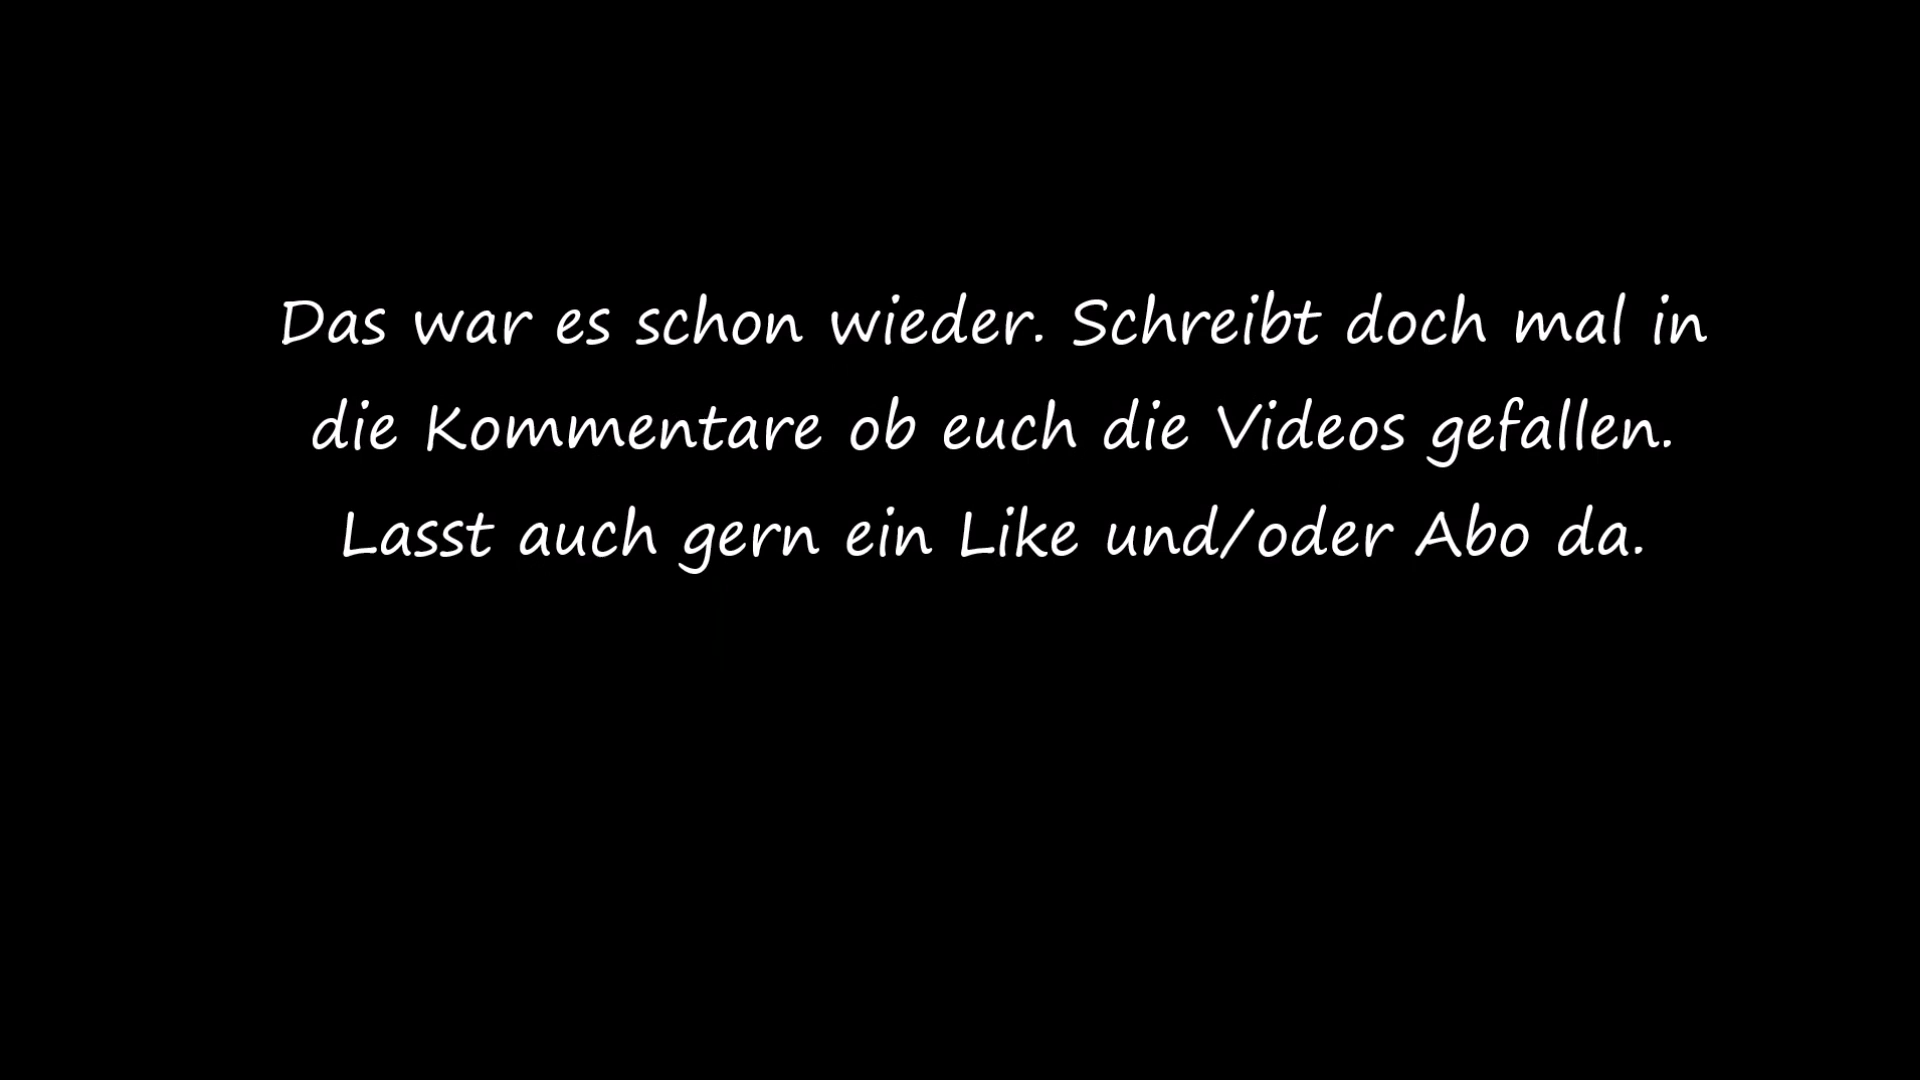 Das war es schon wieder. Schreibt doch mal in
die Kommentare ob euch die Videos gefallen.
Lasst auch gern ein Like und/oder Abo da.